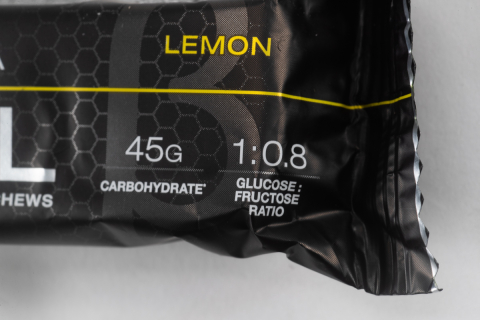 LEMON
A
45G
1:0.8
L
CARBOHYDRATE*
GLUCOSE:
FRUCTOSE
RATIO
HEWS